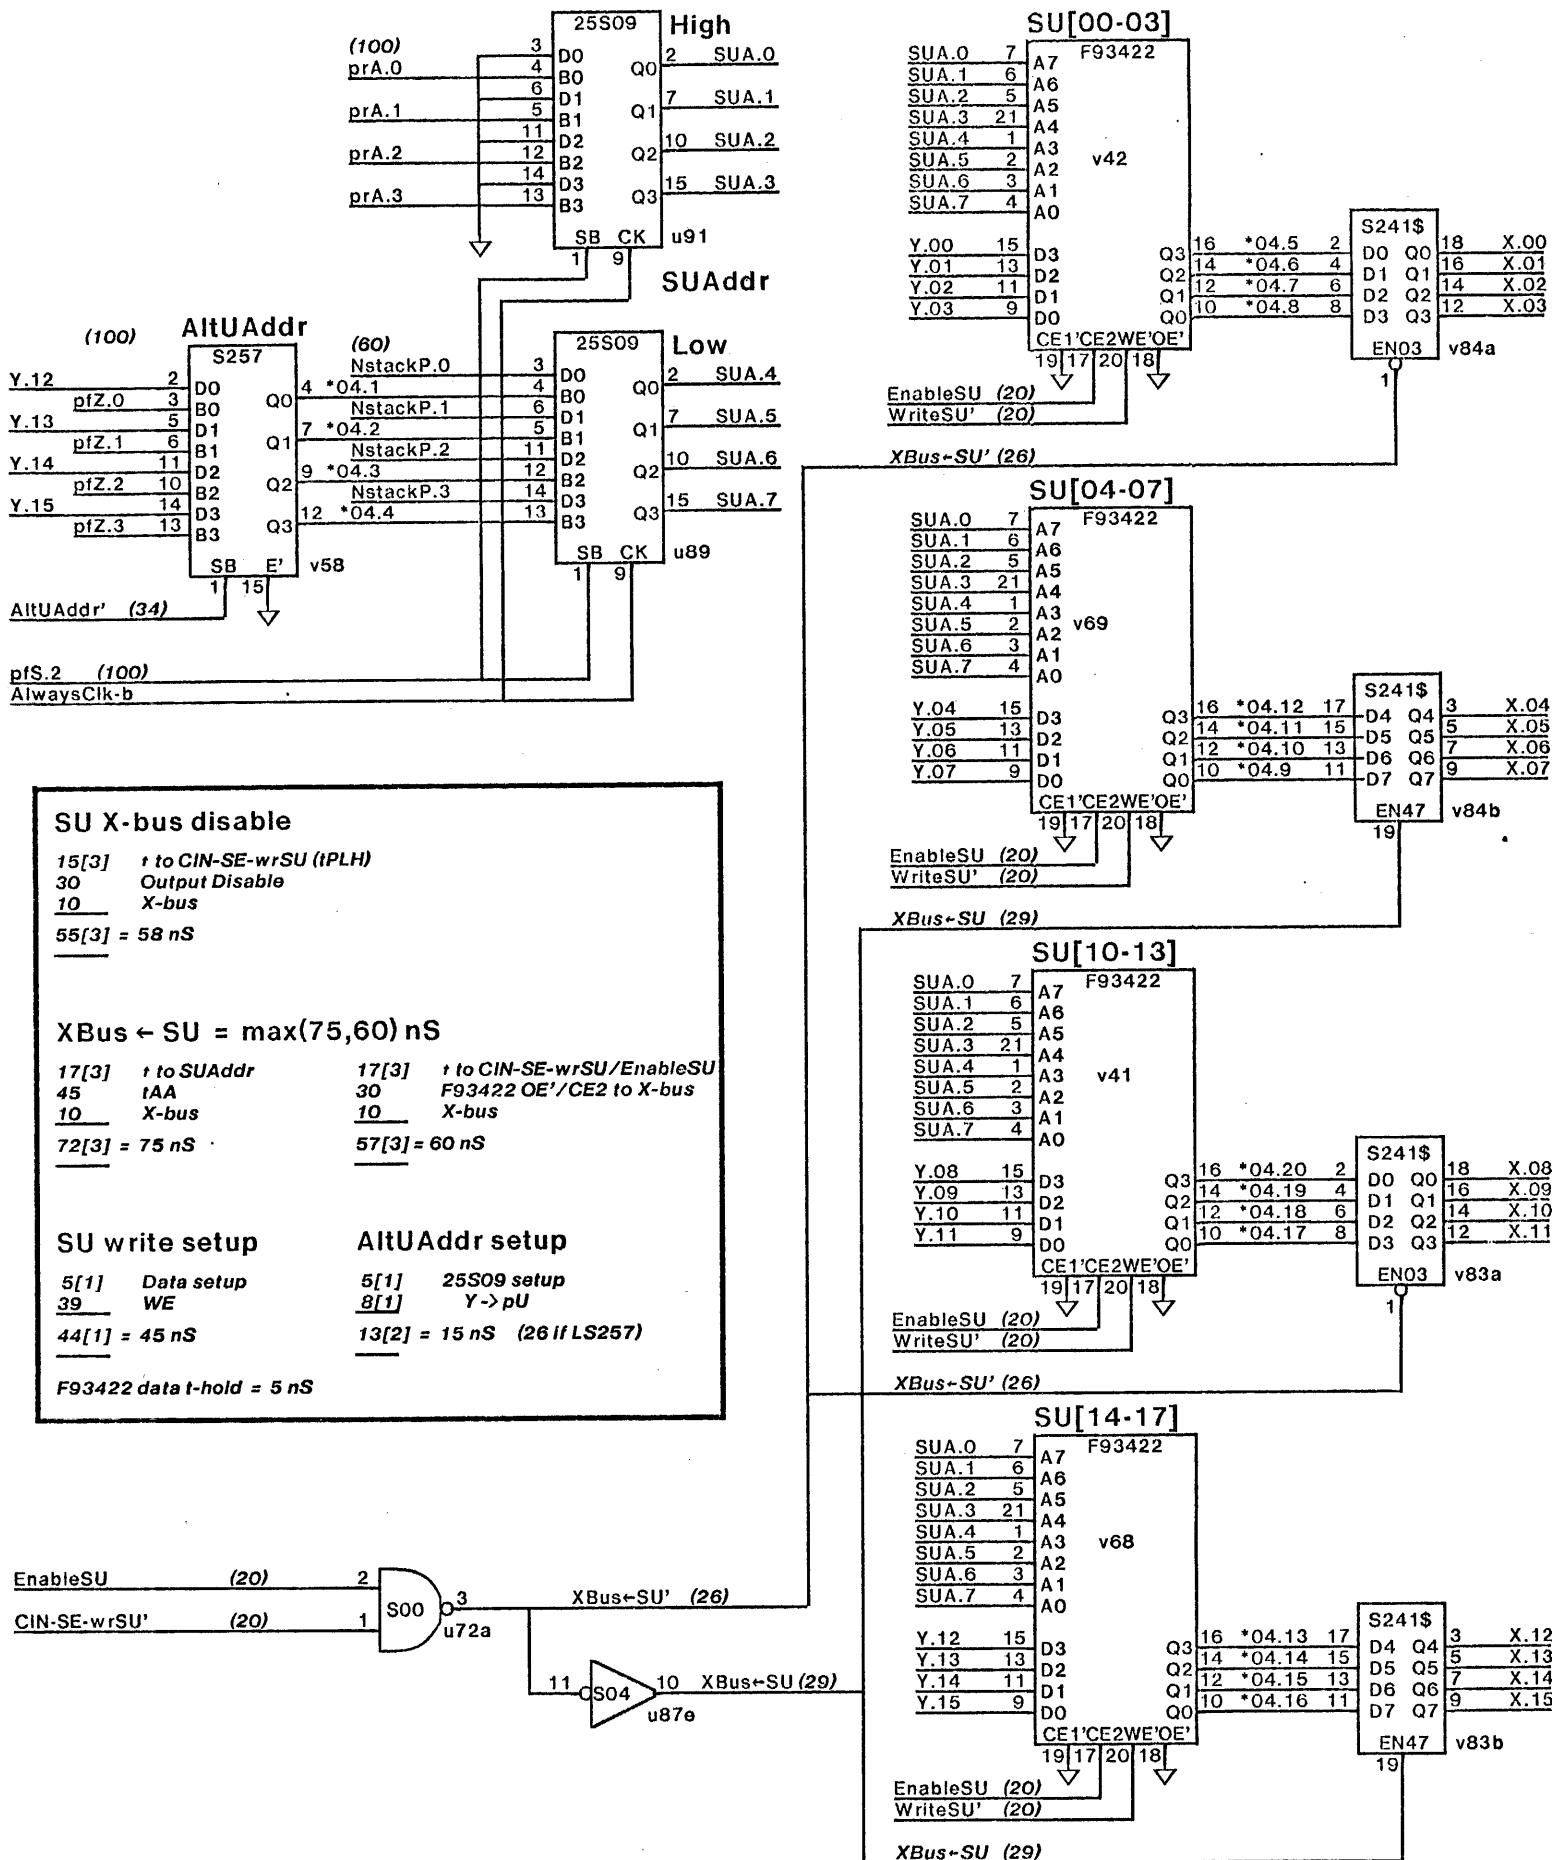 25S09 High
(100)
prA.0
prA.1
prA.2
prA.3
3 D0
4 B0
6 D1
5 B1
11 D2
12 B2
14 D3
13 B3
Q0 2 SUA.0
Q1 7 SUA.1
Q2 10 SUA.2
Q3 15 SUA.3
SB CK
1 9
u91
SUAddr
(100)
AltUAddr
S257
Y.12 2 D0
pfZ.0 3 B0
Y.13 5 D1
pfZ.1 6 B1
Y.14 11 D2
pfZ.2 10 B2
Y.15 14 D3
pfZ.3 13 B3
Q0 4 *04.1
Q1 7 *04.2
Q2 9 *04.3
Q3 12 *04.4
SB E'
1 15
v58
AltUAddr' (34)
(60)
25S09 Low
NstackP.0 3 D0
4 B0
NstackP.1 6 D1
5 B1
NstackP.2 11 D2
12 B2
NstackP.3 14 D3
13 B3
Q0 2 SUA.4
Q1 7 SUA.5
Q2 10 SUA.6
Q3 15 SUA.7
SB CK
1 9
u89
pfS.2 (100)
AlwaysClk-b
SU X-bus disable
15[3] t to CIN-SE-wrSU (tPLH)
30 Output Disable
10 X-bus
55[3] = 58 nS
XBus ← SU = max(75,60) nS
17[3] t to SUAddr
45 tAA
10 X-bus
72[3] = 75 nS
17[3] t to CIN-SE-wrSU/EnableSU
30 F93422 OE'/CE2 to X-bus
10 X-bus
57[3] = 60 nS
SU write setup
5[1] Data setup
39 WE
44[1] = 45 nS
AltUAddr setup
5[1] 25S09 setup
8[1] Y -> pU
13[2] = 15 nS (26 if LS257)
F93422 data t-hold = 5 nS
EnableSU (20) 2
CIN-SE-wrSU' (20) 1
S00
3
u72a
XBus←SU' (26)
11 S04 10 XBus←SU (29)
u87e
SU[00-03]
F93422
SUA.0 7 A7
SUA.1 6 A6
SUA.2 5 A5
SUA.3 21 A4
SUA.4 1 A3
SUA.5 2 A2
SUA.6 3 A1
SUA.7 4 A0
v42
Y.00 15 D3
Y.01 13 D2
Y.02 11 D1
Y.03 9 D0
Q3 16 *04.5 2 D0 Q0 18 X.00
Q2 14 *04.6 4 D1 Q1 16 X.01
Q1 12 *04.7 6 D2 Q2 14 X.02
Q0 10 *04.8 8 D3 Q3 12 X.03
S241$
EN03
v84a
1
CE1'CE2WE'OE'
19 17 20 18
EnableSU (20)
WriteSU' (20)
XBus←SU' (26)
SU[04-07]
F93422
SUA.0 7 A7
SUA.1 6 A6
SUA.2 5 A5
SUA.3 21 A4
SUA.4 1 A3
SUA.5 2 A2
SUA.6 3 A1
SUA.7 4 A0
v69
Y.04 15 D3
Y.05 13 D2
Y.06 11 D1
Y.07 9 D0
Q3 16 *04.12 17 D4 Q4 3 X.04
Q2 14 *04.11 15 D5 Q5 5 X.05
Q1 12 *04.10 13 D6 Q6 7 X.06
Q0 10 *04.9 11 D7 Q7 9 X.07
S241$
EN47
v84b
19
CE1'CE2WE'OE'
19 17 20 18
EnableSU (20)
WriteSU' (20)
XBus←SU (29)
SU[10-13]
F93422
SUA.0 7 A7
SUA.1 6 A6
SUA.2 5 A5
SUA.3 21 A4
SUA.4 1 A3
SUA.5 2 A2
SUA.6 3 A1
SUA.7 4 A0
v41
Y.08 15 D3
Y.09 13 D2
Y.10 11 D1
Y.11 9 D0
Q3 16 *04.20 2 D0 Q0 18 X.08
Q2 14 *04.19 4 D1 Q1 16 X.09
Q1 12 *04.18 6 D2 Q2 14 X.10
Q0 10 *04.17 8 D3 Q3 12 X.11
S241$
EN03
v83a
1
CE1'CE2WE'OE'
19 17 20 18
EnableSU (20)
WriteSU' (20)
XBus←SU' (26)
SU[14-17]
F93422
SUA.0 7 A7
SUA.1 6 A6
SUA.2 5 A5
SUA.3 21 A4
SUA.4 1 A3
SUA.5 2 A2
SUA.6 3 A1
SUA.7 4 A0
v68
Y.12 15 D3
Y.13 13 D2
Y.14 11 D1
Y.15 9 D0
Q3 16 *04.13 17 D4 Q4 3 X.12
Q2 14 *04.14 15 D5 Q5 5 X.13
Q1 12 *04.15 13 D6 Q6 7 X.14
Q0 10 *04.16 11 D7 Q7 9 X.15
S241$
EN47
v83b
19
CE1'CE2WE'OE'
19 17 20 18
EnableSU (20)
WriteSU' (20)
XBus←SU (29)